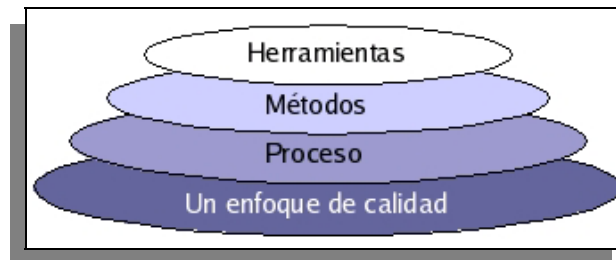 Herramientas
Métodos
Proceso
Un enfoque de calidad